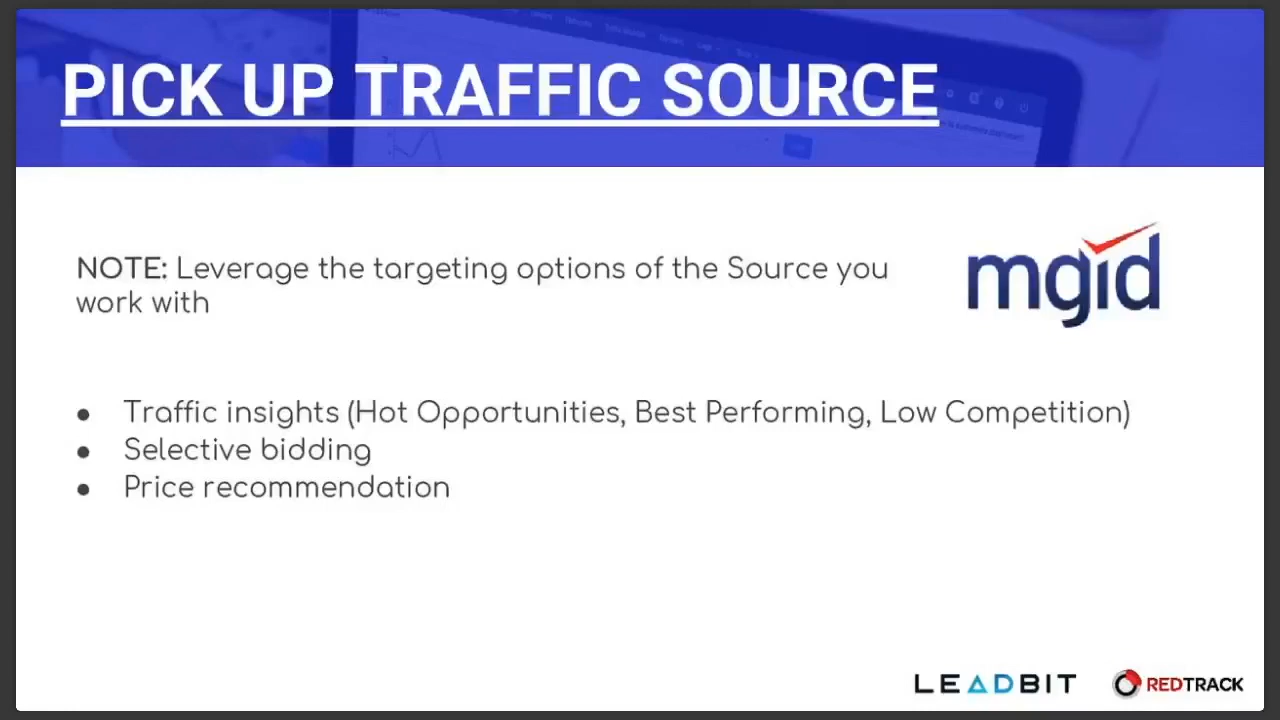 PICK UP TRAFFIC SOURCE
NOTE: Leverage the targeting options of the Source you
work with
mgid
● Traffic insights (Hot Opportunities, Best Performing, Low Competition)
● Selective bidding
● Price recommendation
LEADBIT
REDTRACK